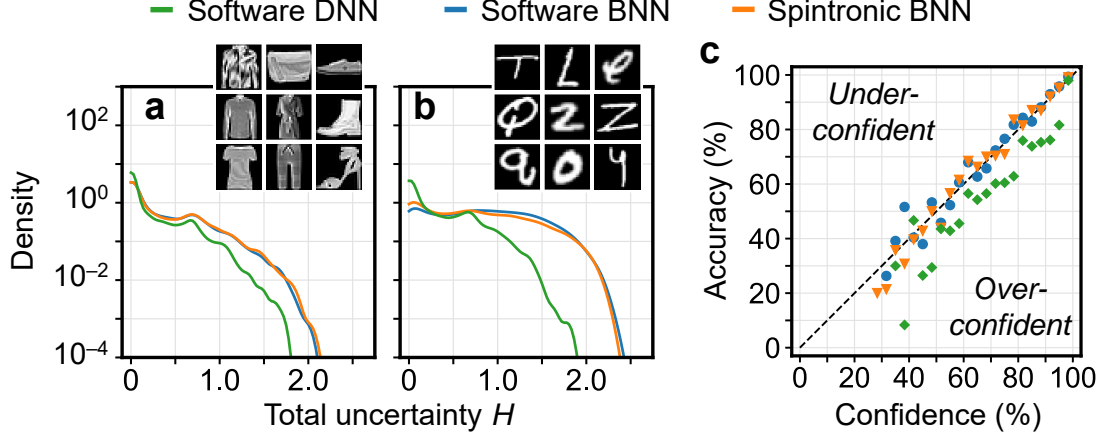 Software DNN Software BNN Spintronic BNN
a
b
c
T L e
Q 2 Z
q 0 4
Density
10²
10⁰
10⁻²
10⁻⁴
0 1.0 2.0
0 1.0 2.0
Total uncertainty H
Accuracy (%)
100
80
60
40
20
0
Under-
confident
Over-
confident
0 20 40 60 80 100
Confidence (%)